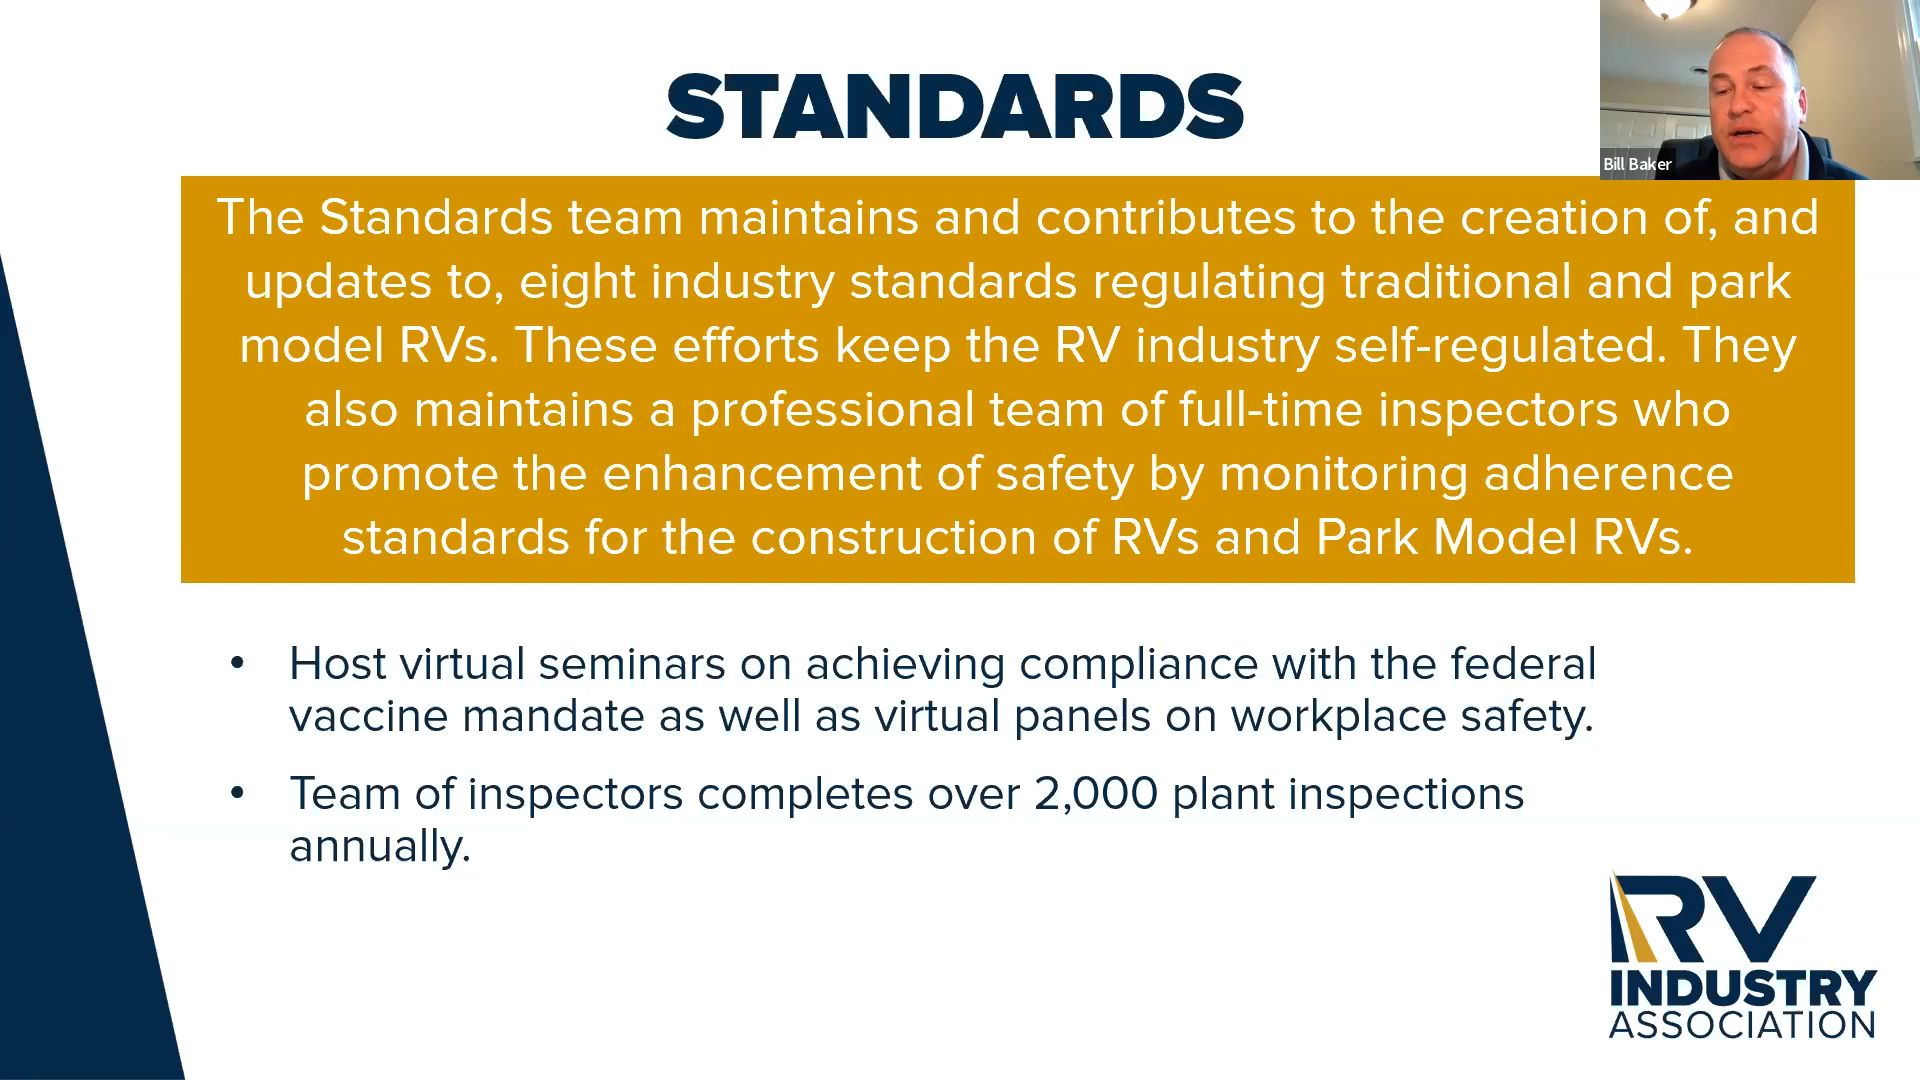 STANDARDS
Bill Baker
The Standards team maintains and contributes to the creation of, and
updates to, eight industry standards regulating traditional and park
model RVs. These efforts keep the RV industry self-regulated. They
also maintains a professional team of full-time inspectors who
promote the enhancement of safety by monitoring adherence
standards for the construction of RVs and Park Model RVs.
• Host virtual seminars on achieving compliance with the federal
vaccine mandate as well as virtual panels on workplace safety.
• Team of inspectors completes over 2,000 plant inspections
annually.
RV
INDUSTRY
ASSOCIATION